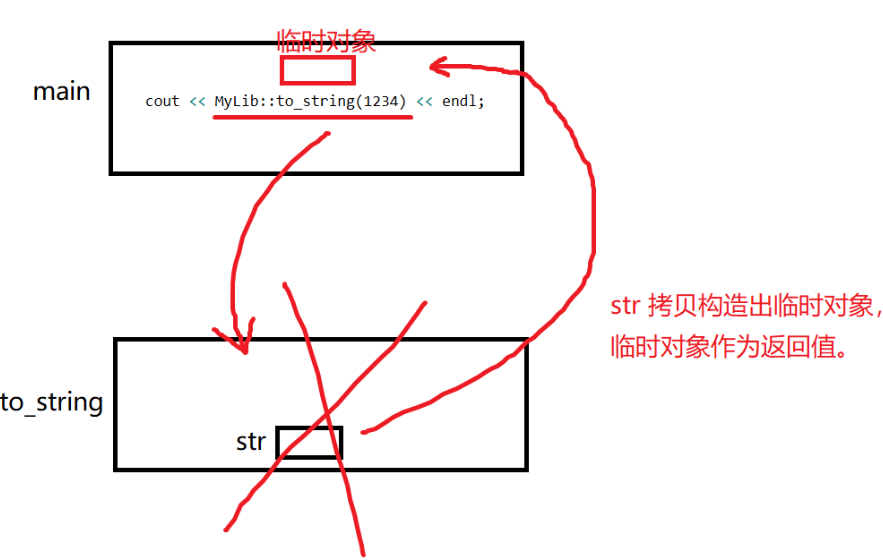 临时对象
main
cout << MyLib::to_string(1234) << endl;
str 拷贝构造出临时对象,
临时对象作为返回值。
to_string
str